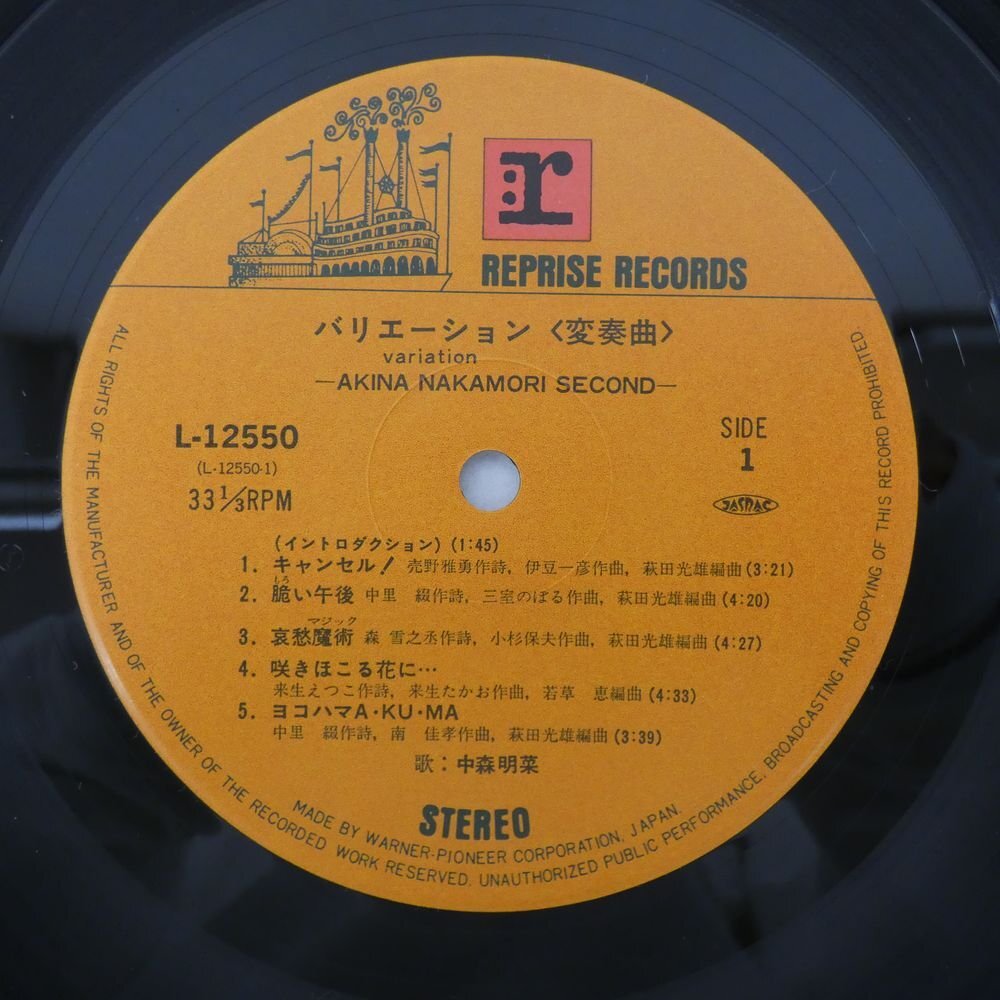 r
REPRISE RECORDS
バリエーション〈変奏曲〉
variation
—AKINA NAKAMORI SECOND—
L-12550
(L-12550-1)
33 1/3 RPM
SIDE
1
JASRAC
(イントロダクション) (1:45)
1. キャンセル! 売野雅勇作詩, 伊豆一彦作曲, 萩田光雄編曲 (3:21)
もろ
2. 脆い午後 中里 綴作詩, 三室のぼる作曲, 萩田光雄編曲 (4:20)
マジック
3. 哀愁魔術 森 雪之丞作詩, 小杉保夫作曲, 萩田光雄編曲 (4:27)
4. 咲きほこる花に…
来生えつこ作詩, 来生たかお作曲, 若草 恵編曲 (4:33)
5. ヨコハマA・KU・MA
中里 綴作詩, 南 佳孝作曲, 萩田光雄編曲 (3:39)
歌：中森明菜
STEREO
MADE BY WARNER-PIONEER CORPORATION, JAPAN.
ALL RIGHTS OF THE MANUFACTURER AND OF THE OWNER OF THE RECORDED WORK RESERVED. UNAUTHORIZED PUBLIC PERFORMANCE, BROADCASTING AND COPYING OF THIS RECORD PROHIBITED.